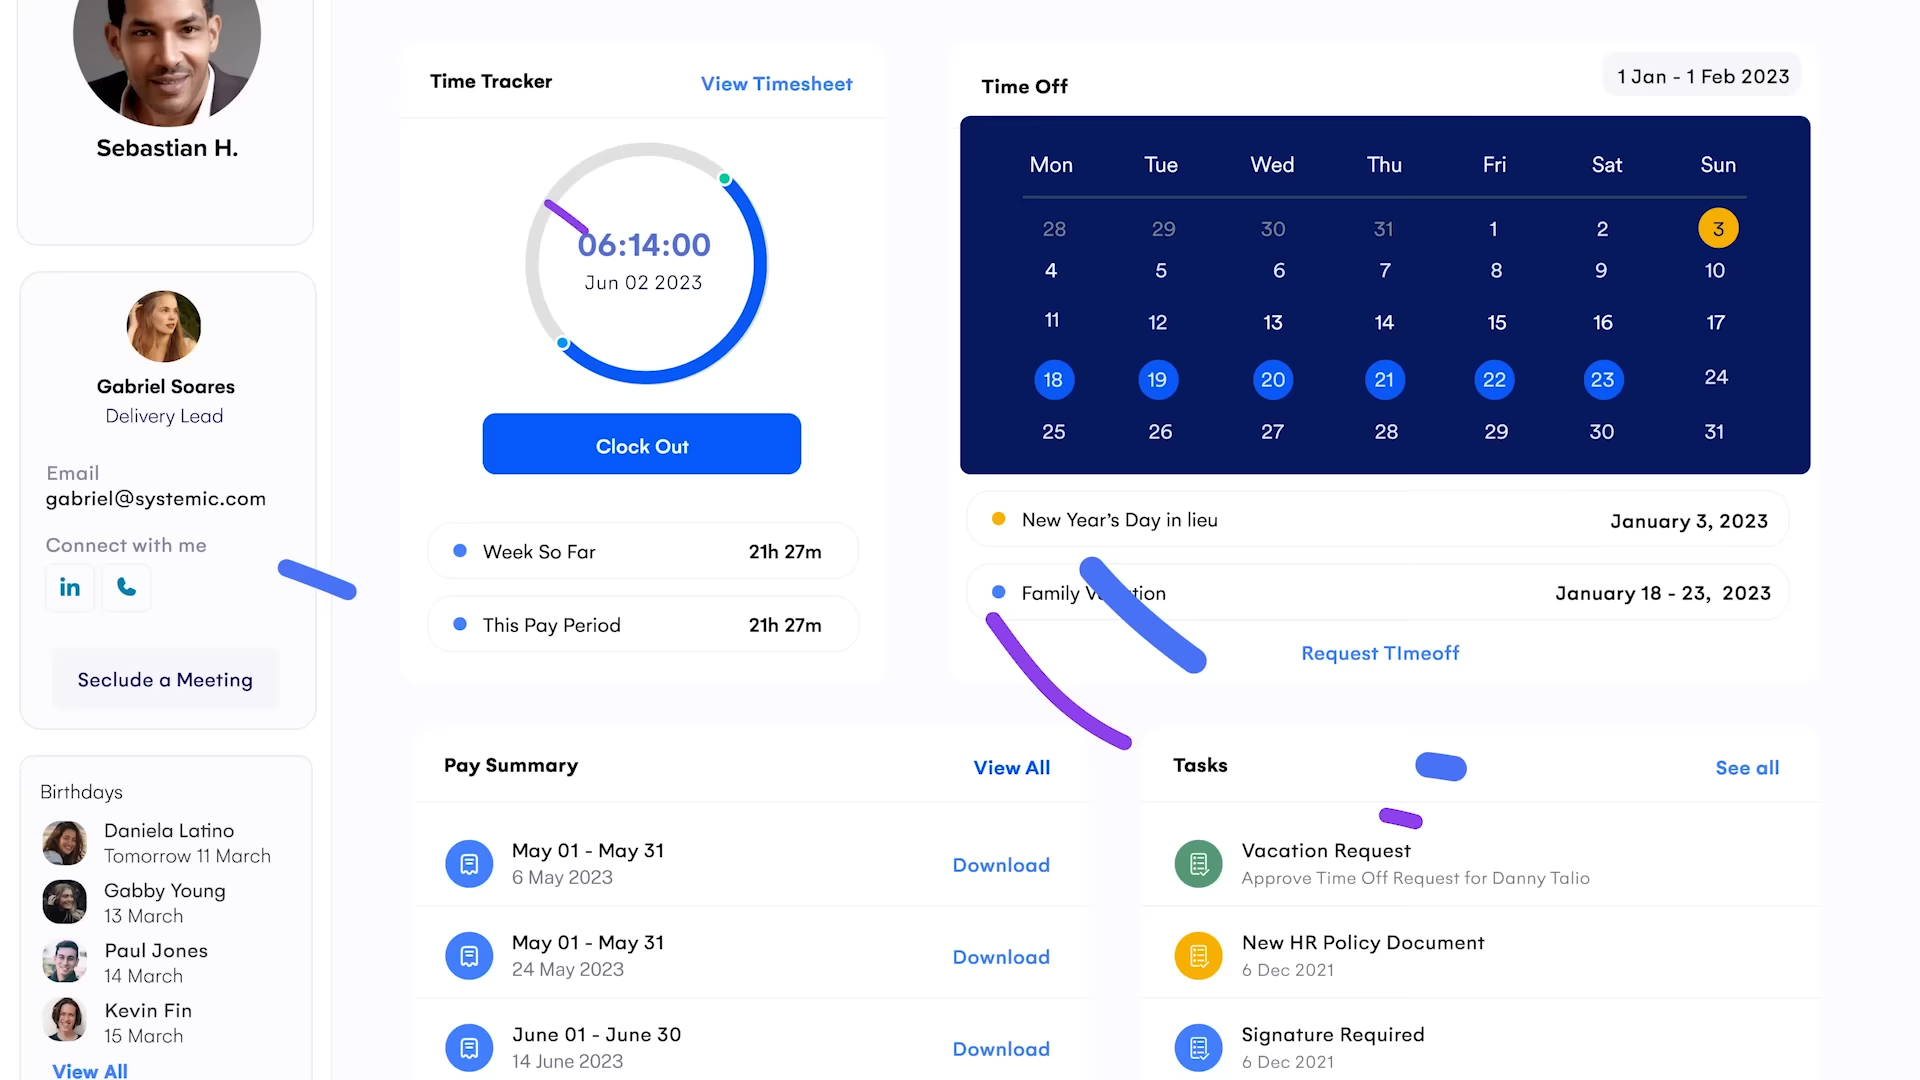 Sebastian H.
Gabriel Soares
Delivery Lead
Email
gabriel@systemic.com
Connect with me
in
Seclude a Meeting
Birthdays
Daniela Latino
Tomorrow 11 March
Gabby Young
13 March
Paul Jones
14 March
Kevin Fin
15 March
View All
Time Tracker
View Timesheet
06:14:00
Jun 02 2023
Clock Out
Week So Far 21h 27m
This Pay Period 21h 27m
Time Off
1 Jan - 1 Feb 2023
Mon Tue Wed Thu Fri Sat Sun
28 29 30 31 1 2 3
4 5 6 7 8 9 10
11 12 13 14 15 16 17
18 19 20 21 22 23 24
25 26 27 28 29 30 31
New Year’s Day in lieu January 3, 2023
Family Vacation January 18 - 23, 2023
Request TImeoff
Pay Summary
View All
May 01 - May 31
6 May 2023
Download
May 01 - May 31
24 May 2023
Download
June 01 - June 30
14 June 2023
Download
Tasks
See all
Vacation Request
Approve Time Off Request for Danny Talio
New HR Policy Document
6 Dec 2021
Signature Required
6 Dec 2021